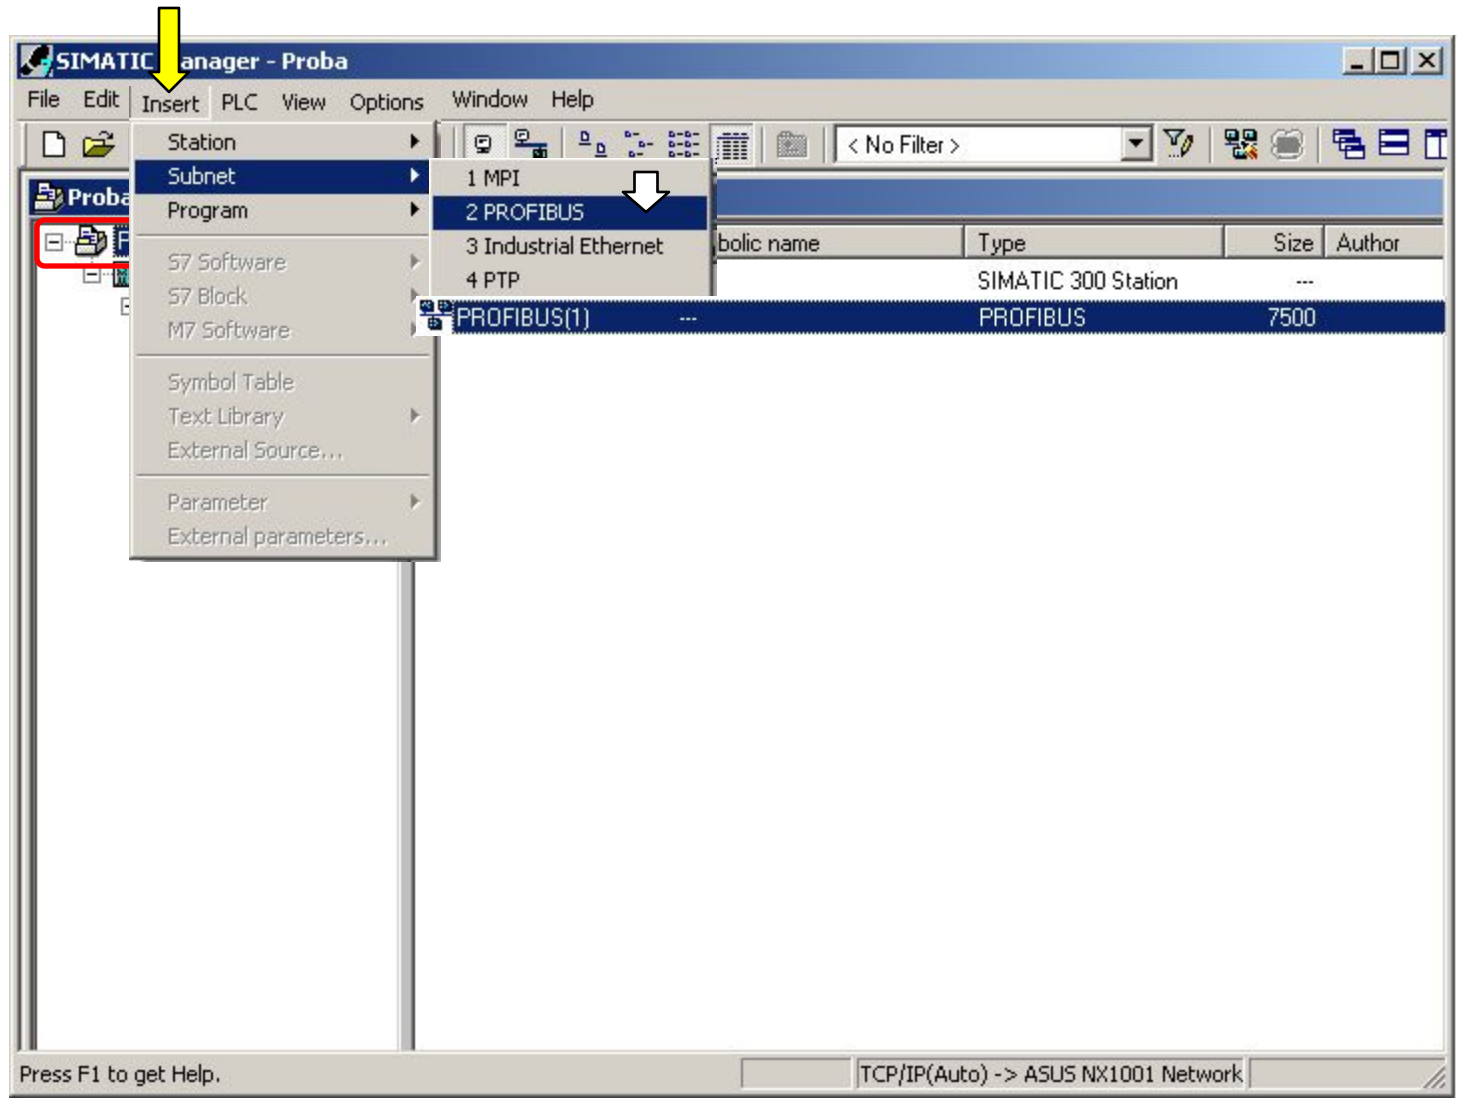 SIMATIC Manager - Proba
File Edit Insert PLC View Options Window Help
< No Filter >
Station
Subnet
Program
S7 Software
S7 Block
M7 Software
Symbol Table
Text Library
External Source...
Parameter
External parameters...
1 MPI
2 PROFIBUS
3 Industrial Ethernet
4 PTP
Proba
bolic name Type Size Author
SIMATIC 300 Station ---
PROFIBUS(1) --- PROFIBUS 7500
Press F1 to get Help.
TCP/IP(Auto) -> ASUS NX1001 Network